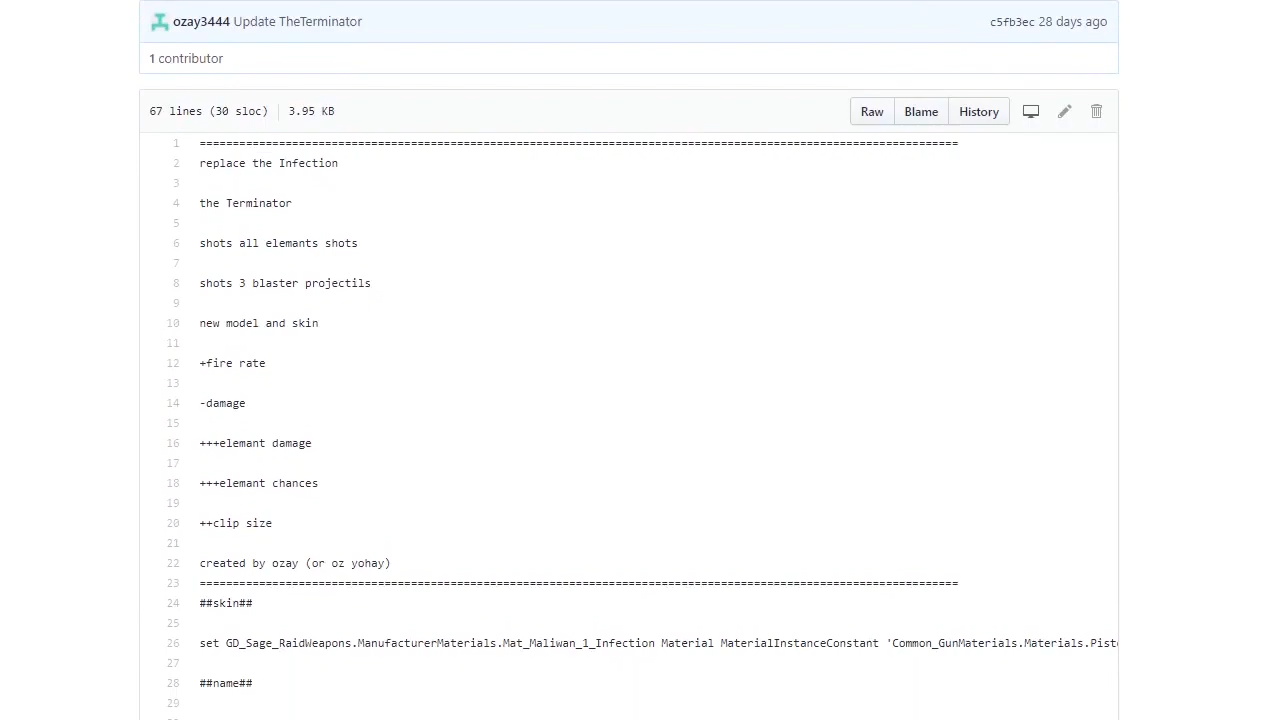 ozay3444 Update TheTerminator c5fb3ec 28 days ago
1 contributor
67 lines (30 sloc) 3.95 KB Raw Blame History
1 ===================================================================================================================
2 replace the Infection
3
4 the Terminator
5
6 shots all elemants shots
7
8 shots 3 blaster projectils
9
10 new model and skin
11
12 +fire rate
13
14 -damage
15
16 +++elemant damage
17
18 +++elemant chances
19
20 ++clip size
21
22 created by ozay (or oz yohay)
23 ===================================================================================================================
24 ##skin##
25
26 set GD_Sage_RaidWeapons.ManufacturerMaterials.Mat_Maliwan_1_Infection Material MaterialInstanceConstant 'Common_GunMaterials.Materials.Pisto
27
28 ##name##
29